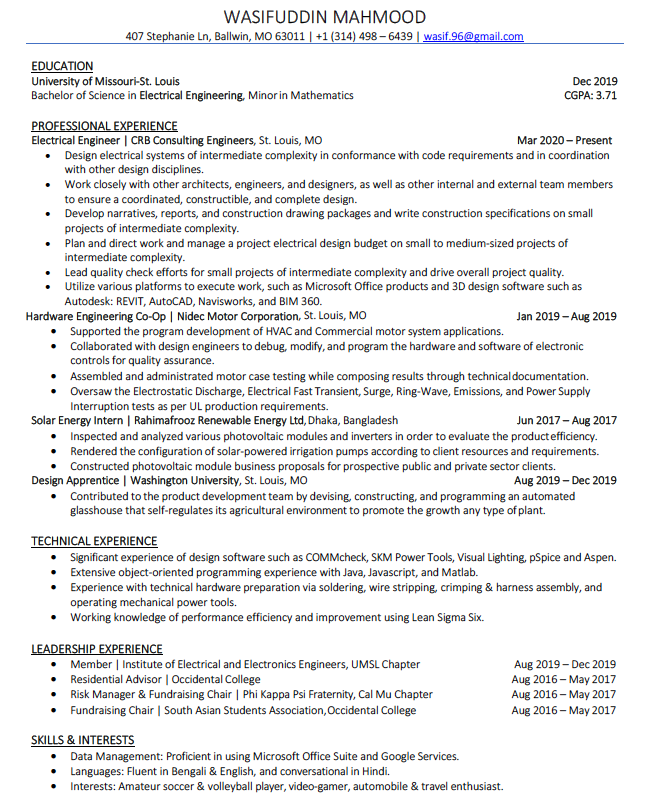 WASIFUDDIN MAHMOOD
407 Stephanie Ln, Ballwin, MO 63011 | +1 (314) 498 – 6439 | wasif.96@gmail.com
EDUCATION
University of Missouri-St. Louis Dec 2019
Bachelor of Science in Electrical Engineering, Minor in Mathematics CGPA: 3.71
PROFESSIONAL EXPERIENCE
Electrical Engineer | CRB Consulting Engineers, St. Louis, MO Mar 2020 – Present
• Design electrical systems of intermediate complexity in conformance with code requirements and in coordination
with other design disciplines.
• Work closely with other architects, engineers, and designers, as well as other internal and external team members
to ensure a coordinated, constructible, and complete design.
• Develop narratives, reports, and construction drawing packages and write construction specifications on small
projects of intermediate complexity.
• Plan and direct work and manage a project electrical design budget on small to medium-sized projects of
intermediate complexity.
• Lead quality check efforts for small projects of intermediate complexity and drive overall project quality.
• Utilize various platforms to execute work, such as Microsoft Office products and 3D design software such as
Autodesk: REVIT, AutoCAD, Navisworks, and BIM 360.
Hardware Engineering Co-Op | Nidec Motor Corporation, St. Louis, MO Jan 2019 – Aug 2019
• Supported the program development of HVAC and Commercial motor system applications.
• Collaborated with design engineers to debug, modify, and program the hardware and software of electronic
controls for quality assurance.
• Assembled and administrated motor case testing while composing results through technical documentation.
• Oversaw the Electrostatic Discharge, Electrical Fast Transient, Surge, Ring-Wave, Emissions, and Power Supply
Interruption tests as per UL production requirements.
Solar Energy Intern | Rahimafrooz Renewable Energy Ltd, Dhaka, Bangladesh Jun 2017 – Aug 2017
• Inspected and analyzed various photovoltaic modules and inverters in order to evaluate the product efficiency.
• Rendered the configuration of solar-powered irrigation pumps according to client resources and requirements.
• Constructed photovoltaic module business proposals for prospective public and private sector clients.
Design Apprentice | Washington University, St. Louis, MO Aug 2019 – Dec 2019
• Contributed to the product development team by devising, constructing, and programming an automated
glasshouse that self-regulates its agricultural environment to promote the growth any type of plant.
TECHNICAL EXPERIENCE
• Significant experience of design software such as COMMcheck, SKM Power Tools, Visual Lighting, pSpice and Aspen.
• Extensive object-oriented programming experience with Java, Javascript, and Matlab.
• Experience with technical hardware preparation via soldering, wire stripping, crimping & harness assembly, and
operating mechanical power tools.
• Working knowledge of performance efficiency and improvement using Lean Sigma Six.
LEADERSHIP EXPERIENCE
• Member | Institute of Electrical and Electronics Engineers, UMSL Chapter Aug 2019 – Dec 2019
• Residential Advisor | Occidental College Aug 2016 – May 2017
• Risk Manager & Fundraising Chair | Phi Kappa Psi Fraternity, Cal Mu Chapter Aug 2016 – May 2017
• Fundraising Chair | South Asian Students Association, Occidental College Aug 2016 – May 2017
SKILLS & INTERESTS
• Data Management: Proficient in using Microsoft Office Suite and Google Services.
• Languages: Fluent in Bengali & English, and conversational in Hindi.
• Interests: Amateur soccer & volleyball player, video-gamer, automobile & travel enthusiast.